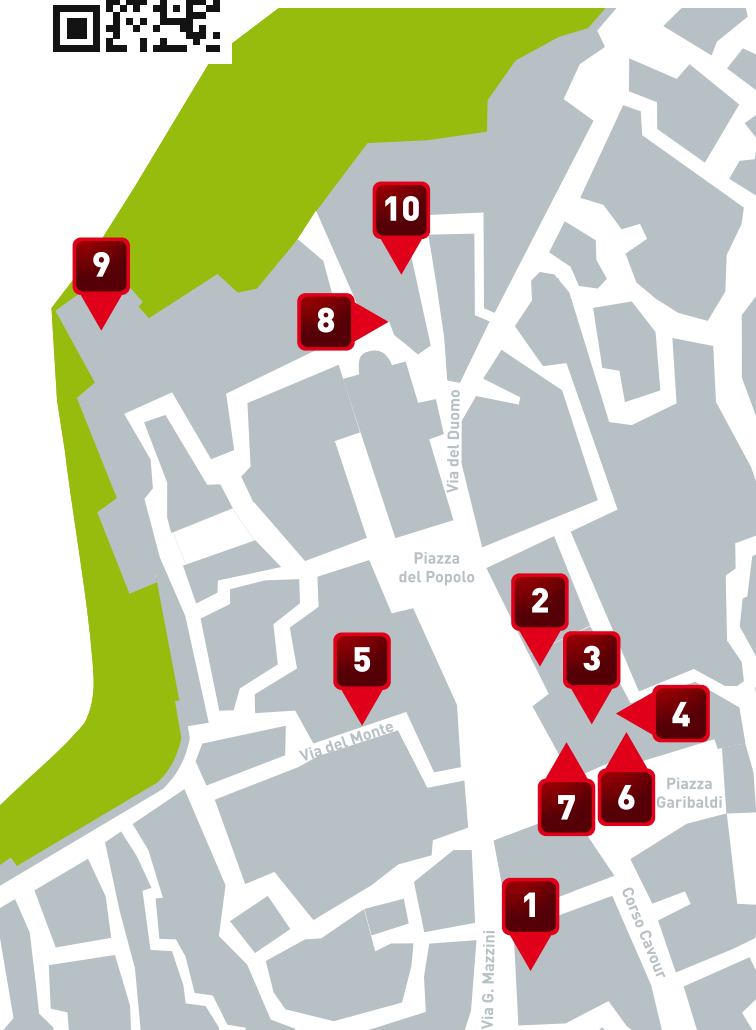 10
9
8
Via del Duomo
Piazza
del Popolo
2
3
5
4
Via del Monte
7
6
Piazza
Garibaldi
1
Corso Cavour
Via G. Mazzini